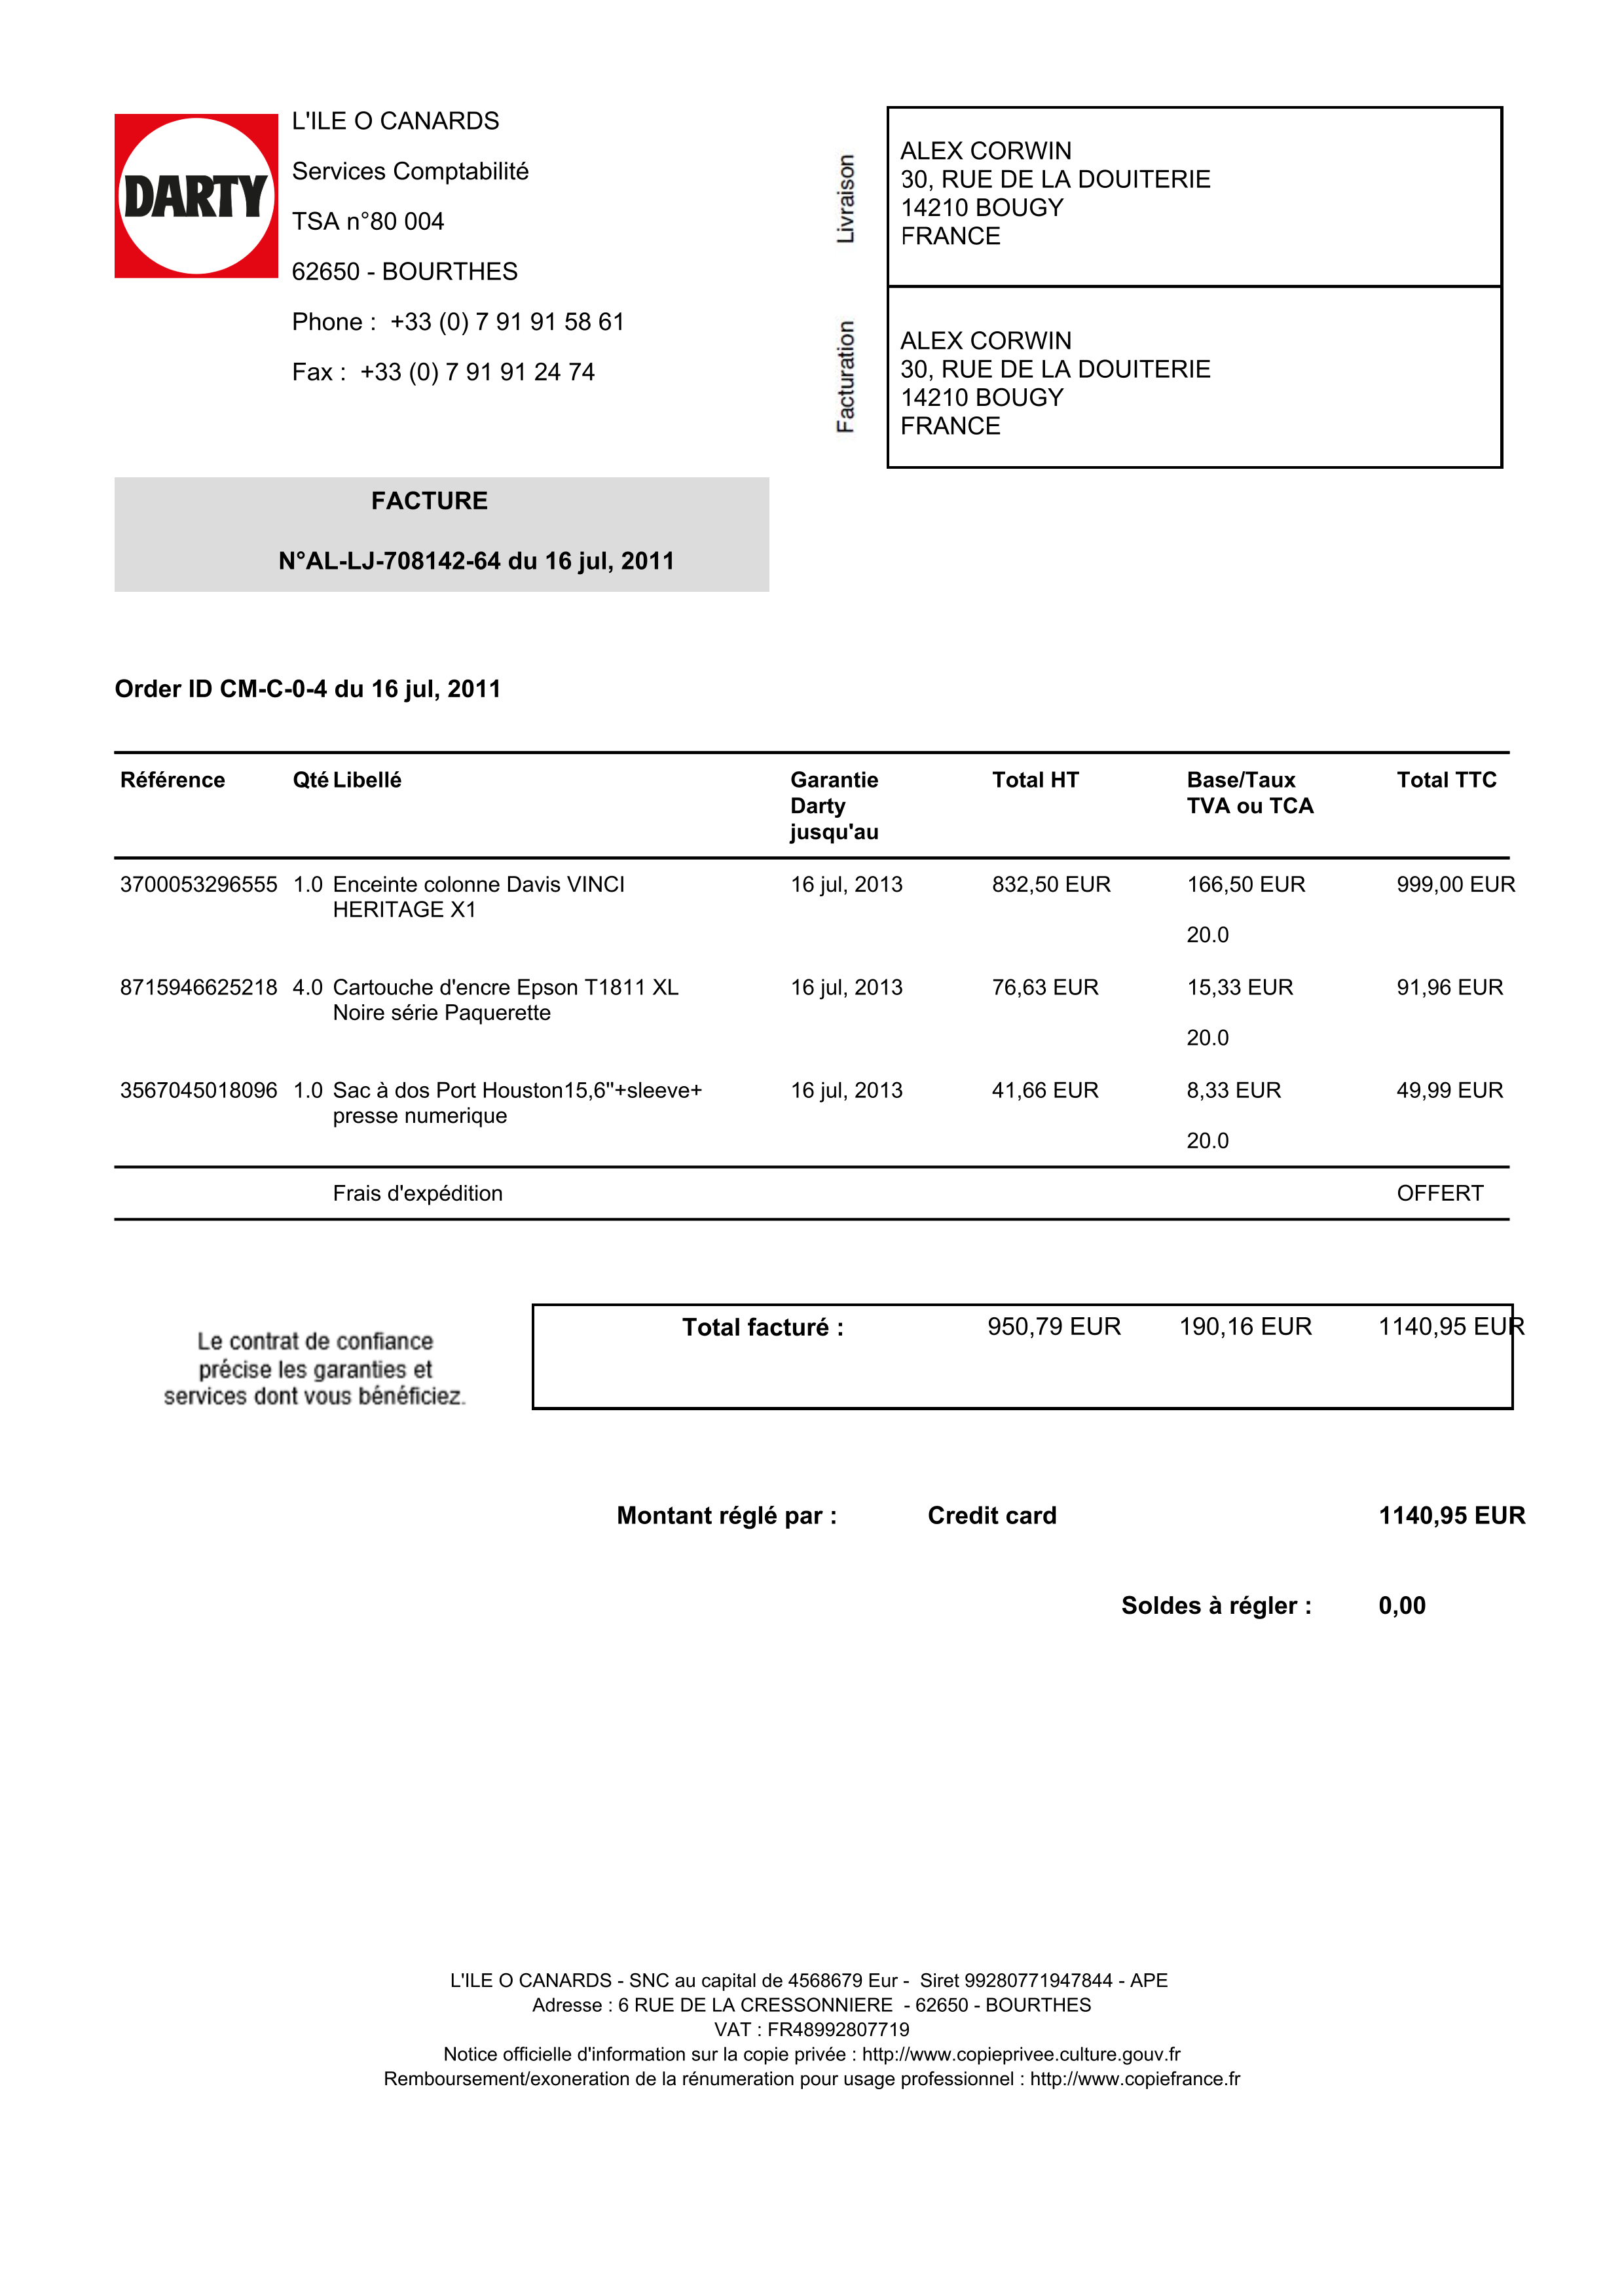 DARTY
L'ILE O CANARDS
Services Comptabilité
TSA n°80 004
62650 - BOURTHES
Phone : +33 (0) 7 91 91 58 61
Fax : +33 (0) 7 91 91 24 74
Livraison
ALEX CORWIN
30, RUE DE LA DOUITERIE
14210 BOUGY
FRANCE
Facturation
ALEX CORWIN
30, RUE DE LA DOUITERIE
14210 BOUGY
FRANCE
FACTURE
N°AL-LJ-708142-64 du 16 jul, 2011
Order ID CM-C-0-4 du 16 jul, 2011
Référence Qté Libellé Garantie Total HT Base/Taux Total TTC
Darty TVA ou TCA
jusqu'au
3700053296555 1.0 Enceinte colonne Davis VINCI 16 jul, 2013 832,50 EUR 166,50 EUR 999,00 EUR
HERITAGE X1
20.0
8715946625218 4.0 Cartouche d'encre Epson T1811 XL 16 jul, 2013 76,63 EUR 15,33 EUR 91,96 EUR
Noire série Paquerette
20.0
3567045018096 1.0 Sac à dos Port Houston15,6"+sleeve+ 16 jul, 2013 41,66 EUR 8,33 EUR 49,99 EUR
presse numerique
20.0
Frais d'expédition OFFERT
Total facturé : 950,79 EUR 190,16 EUR 1140,95 EUR
Le contrat de confiance
précise les garanties et
services dont vous bénéficiez.
Montant réglé par : Credit card 1140,95 EUR
Soldes à régler : 0,00
L'ILE O CANARDS - SNC au capital de 4568679 Eur - Siret 99280771947844 - APE
Adresse : 6 RUE DE LA CRESSONNIERE - 62650 - BOURTHES
VAT : FR48992807719
Notice officielle d'information sur la copie privée : http://www.copieprivee.culture.gouv.fr
Remboursement/exoneration de la rénumeration pour usage professionnel : http://www.copiefrance.fr